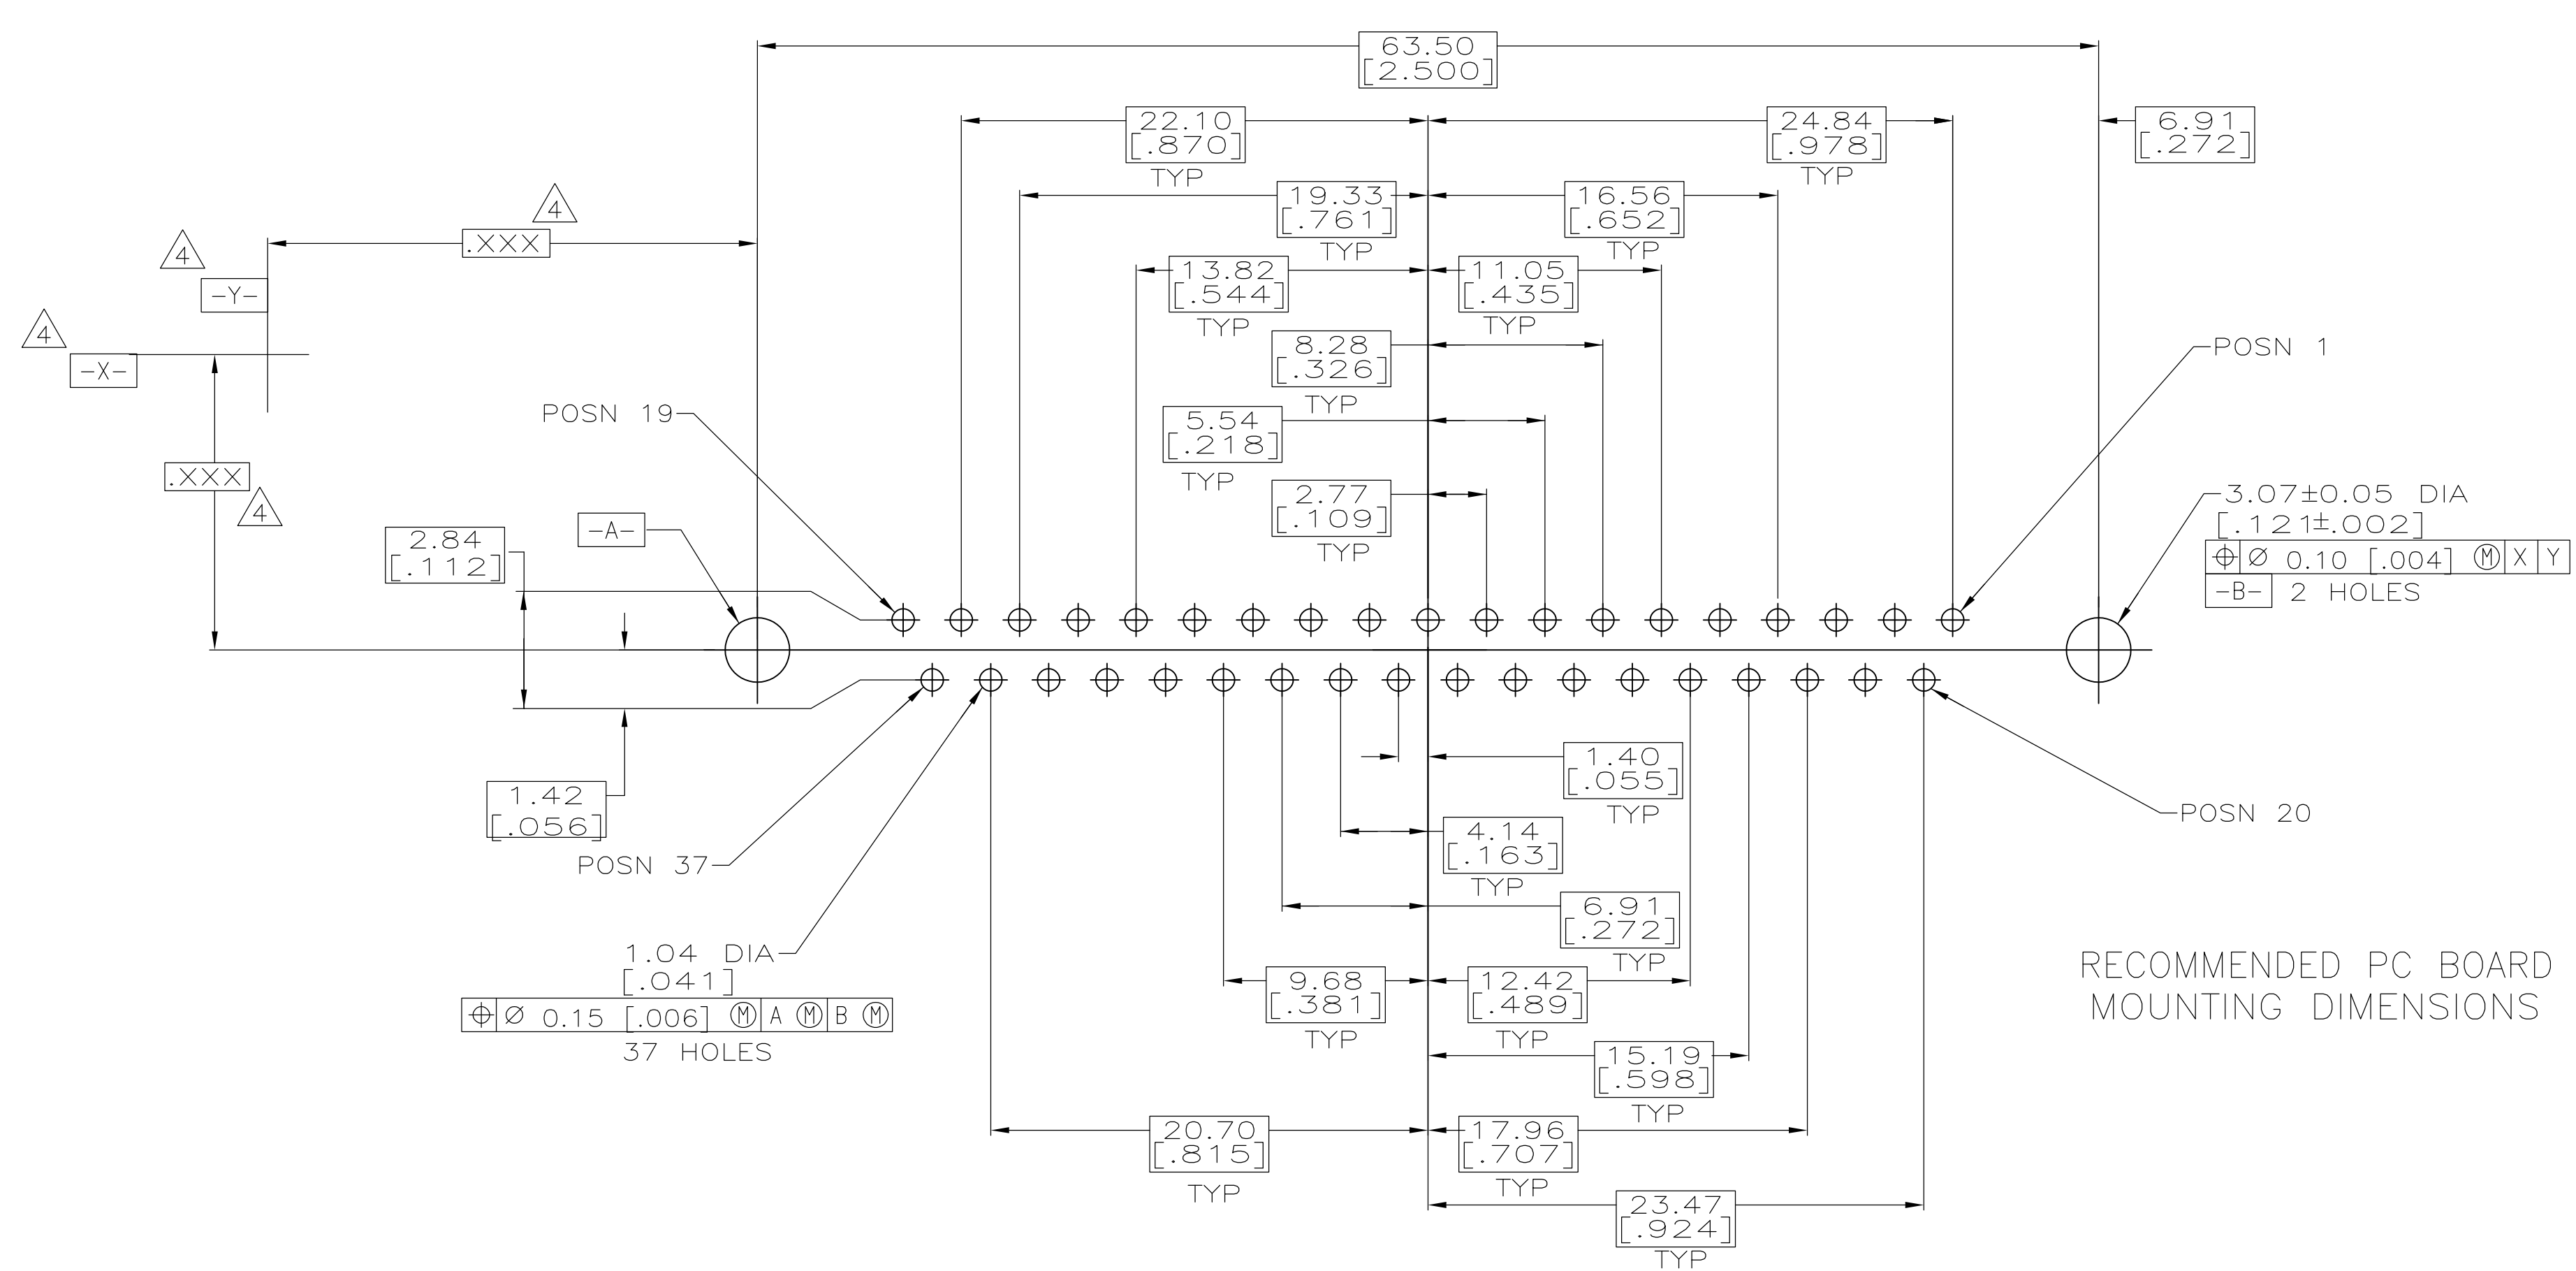 63.50
[2.500]
22.10
[.870]
TYP
24.84
[.978]
TYP
6.91
[.272]
19.33
[.761]
TYP
16.56
[.652]
TYP
4
.XXX
4
-Y-
13.82
[.544]
TYP
11.05
[.435]
TYP
4
-X-
8.28
[.326]
TYP
POSN 1
POSN 19
5.54
[.218]
TYP
.XXX
4
2.77
[.109]
TYP
3.07±0.05 DIA
[.121±.002]
⌖ ⌀ 0.10 [.004] Ⓜ X Y
-B- 2 HOLES
-A-
2.84
[.112]
1.42
[.056]
1.40
[.055]
TYP
POSN 20
4.14
[.163]
TYP
POSN 37
6.91
[.272]
TYP
1.04 DIA
[.041]
⌖ ⌀ 0.15 [.006] Ⓜ A Ⓜ B Ⓜ
37 HOLES
9.68
[.381]
TYP
12.42
[.489]
TYP
RECOMMENDED PC BOARD
MOUNTING DIMENSIONS
15.19
[.598]
TYP
20.70
[.815]
TYP
17.96
[.707]
TYP
23.47
[.924]
TYP